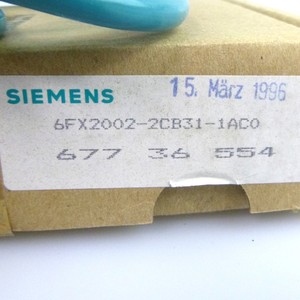 15. März 1996
SIEMENS
6FX2002-2CB31-1AC0
677 36 554